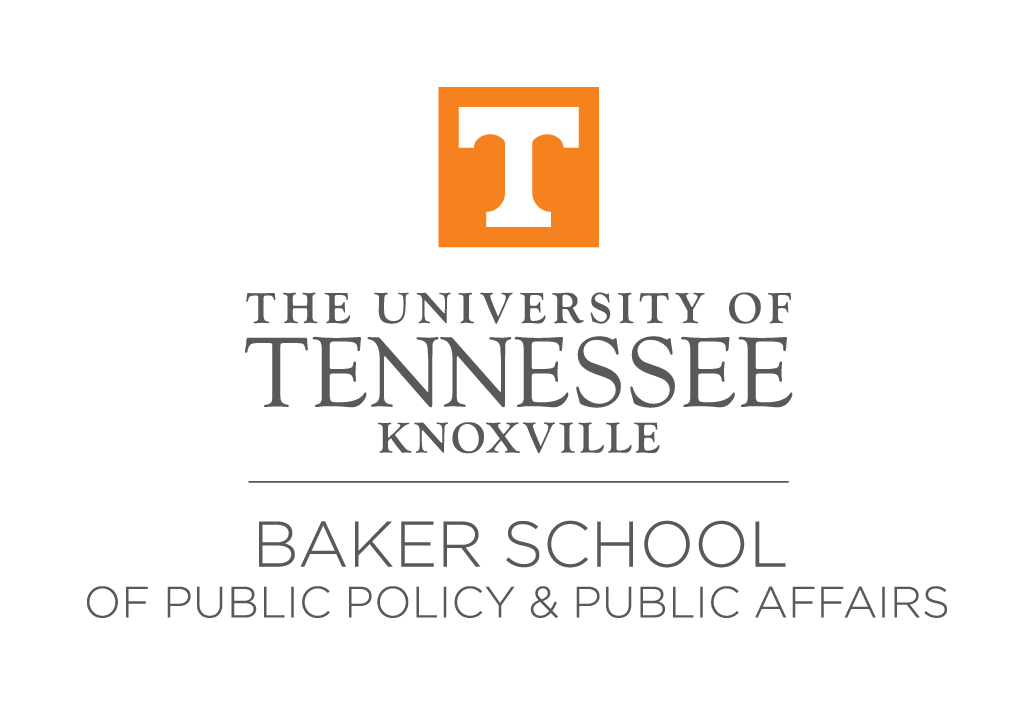 T
THE UNIVERSITY OF
TENNESSEE
KNOXVILLE
BAKER SCHOOL
OF PUBLIC POLICY & PUBLIC AFFAIRS